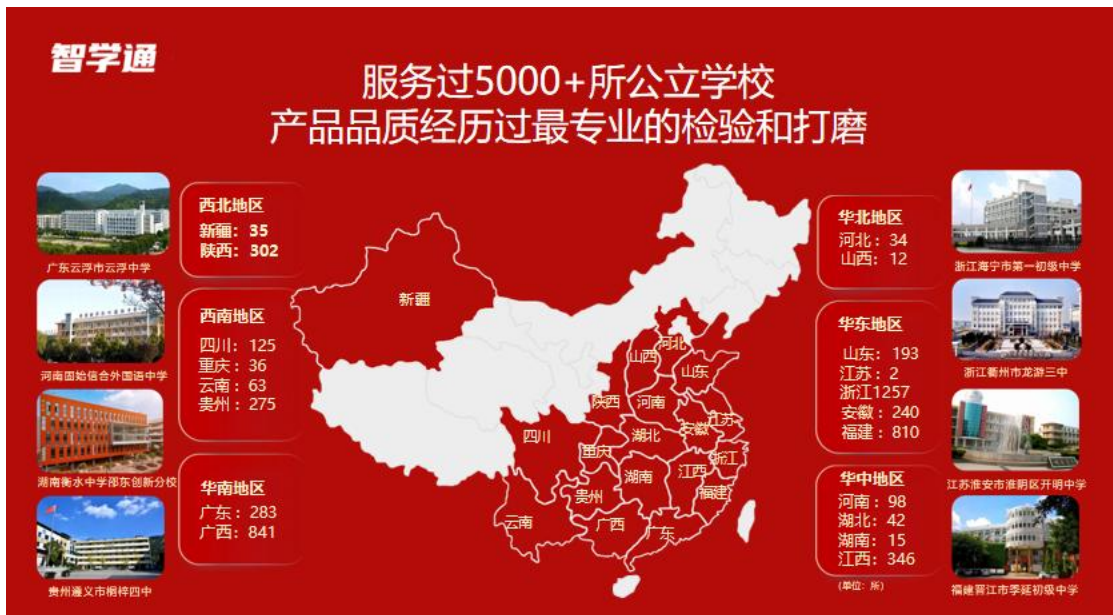 智学通
服务过5000+所公立学校
产品品质经历过最专业的检验和打磨
广东云浮市云浮中学
河南固始信合外国语中学
湖南衡水中学邵东创新分校
贵州遵义市桐梓四中
西北地区
新疆：35
陕西：302
西南地区
四川：125
重庆：36
云南：63
贵州：275
华南地区
广东：283
广西：841
新疆
山西
河北
山东
陕西
河南
江苏
安徽
四川
湖北
重庆
浙江
江西
湖南
贵州
福建
云南
广西
广东
华北地区
河北：34
山西：12
华东地区
山东：193
江苏：2
浙江1257
安徽：240
福建：810
华中地区
河南：98
湖北：42
湖南：15
江西：346
(单位：所)
浙江海宁市第一初级中学
浙江衢州市龙游三中
江苏淮安市淮阴区开明中学
福建晋江市季延初级中学